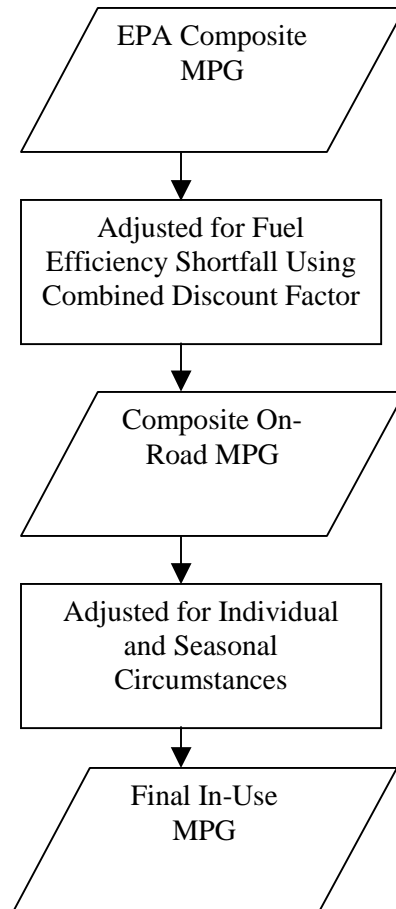 EPA Composite
MPG
Adjusted for Fuel
Efficiency Shortfall Using
Combined Discount Factor
Composite On-
Road MPG
Adjusted for Individual
and Seasonal
Circumstances
Final In-Use
MPG